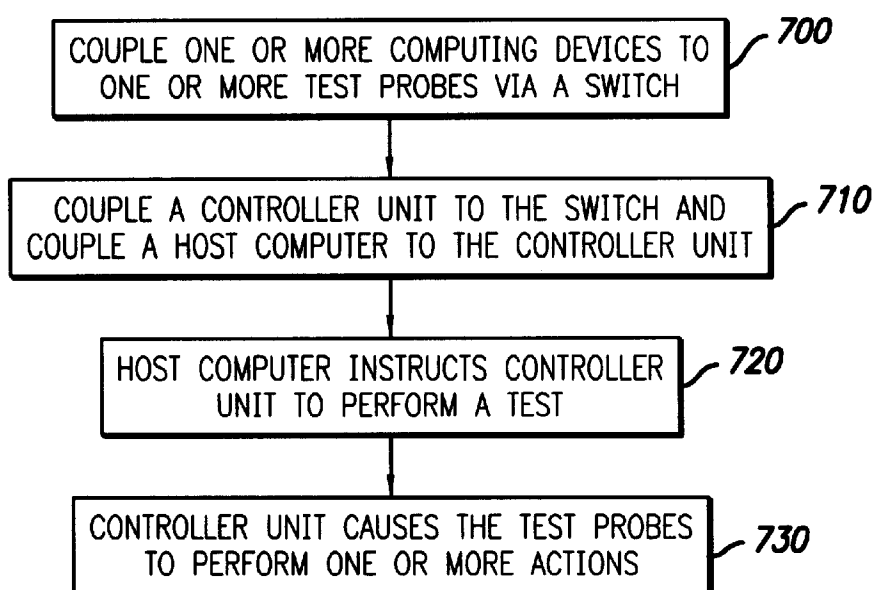 COUPLE ONE OR MORE COMPUTING DEVICES TO
ONE OR MORE TEST PROBES VIA A SWITCH
700
COUPLE A CONTROLLER UNIT TO THE SWITCH AND
COUPLE A HOST COMPUTER TO THE CONTROLLER UNIT
710
HOST COMPUTER INSTRUCTS CONTROLLER
UNIT TO PERFORM A TEST
720
CONTROLLER UNIT CAUSES THE TEST PROBES
TO PERFORM ONE OR MORE ACTIONS
730